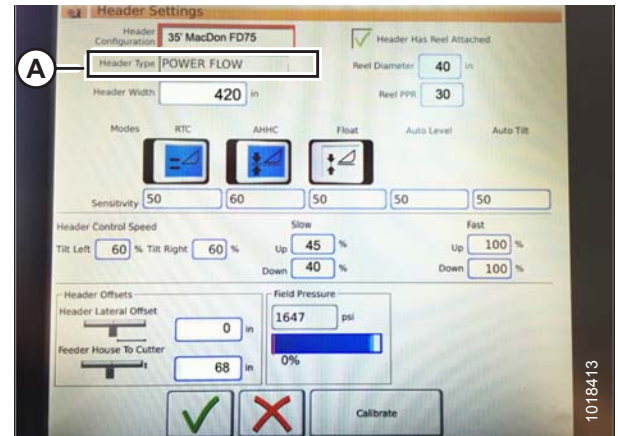 Header Settings
Header Configuration 35' MacDon FD75 Header Has Reel Attached
A Header Type POWER FLOW Reel Diameter 40 in
Header Width 420 in Reel PPR 30
Modes RTC AHHC Float Auto Level Auto Tilt
Sensitivity 50 60 50 50 50
Header Control Speed Slow Fast
Tilt Left 60 % Tilt Right 60 % Up 45 % Up 100 %
Down 40 % Down 100 %
Header Offsets Field Pressure
Header Lateral Offset 1647 psi
0 in
Feeder House To Cutter 0%
68 in
Calibrate
1018413